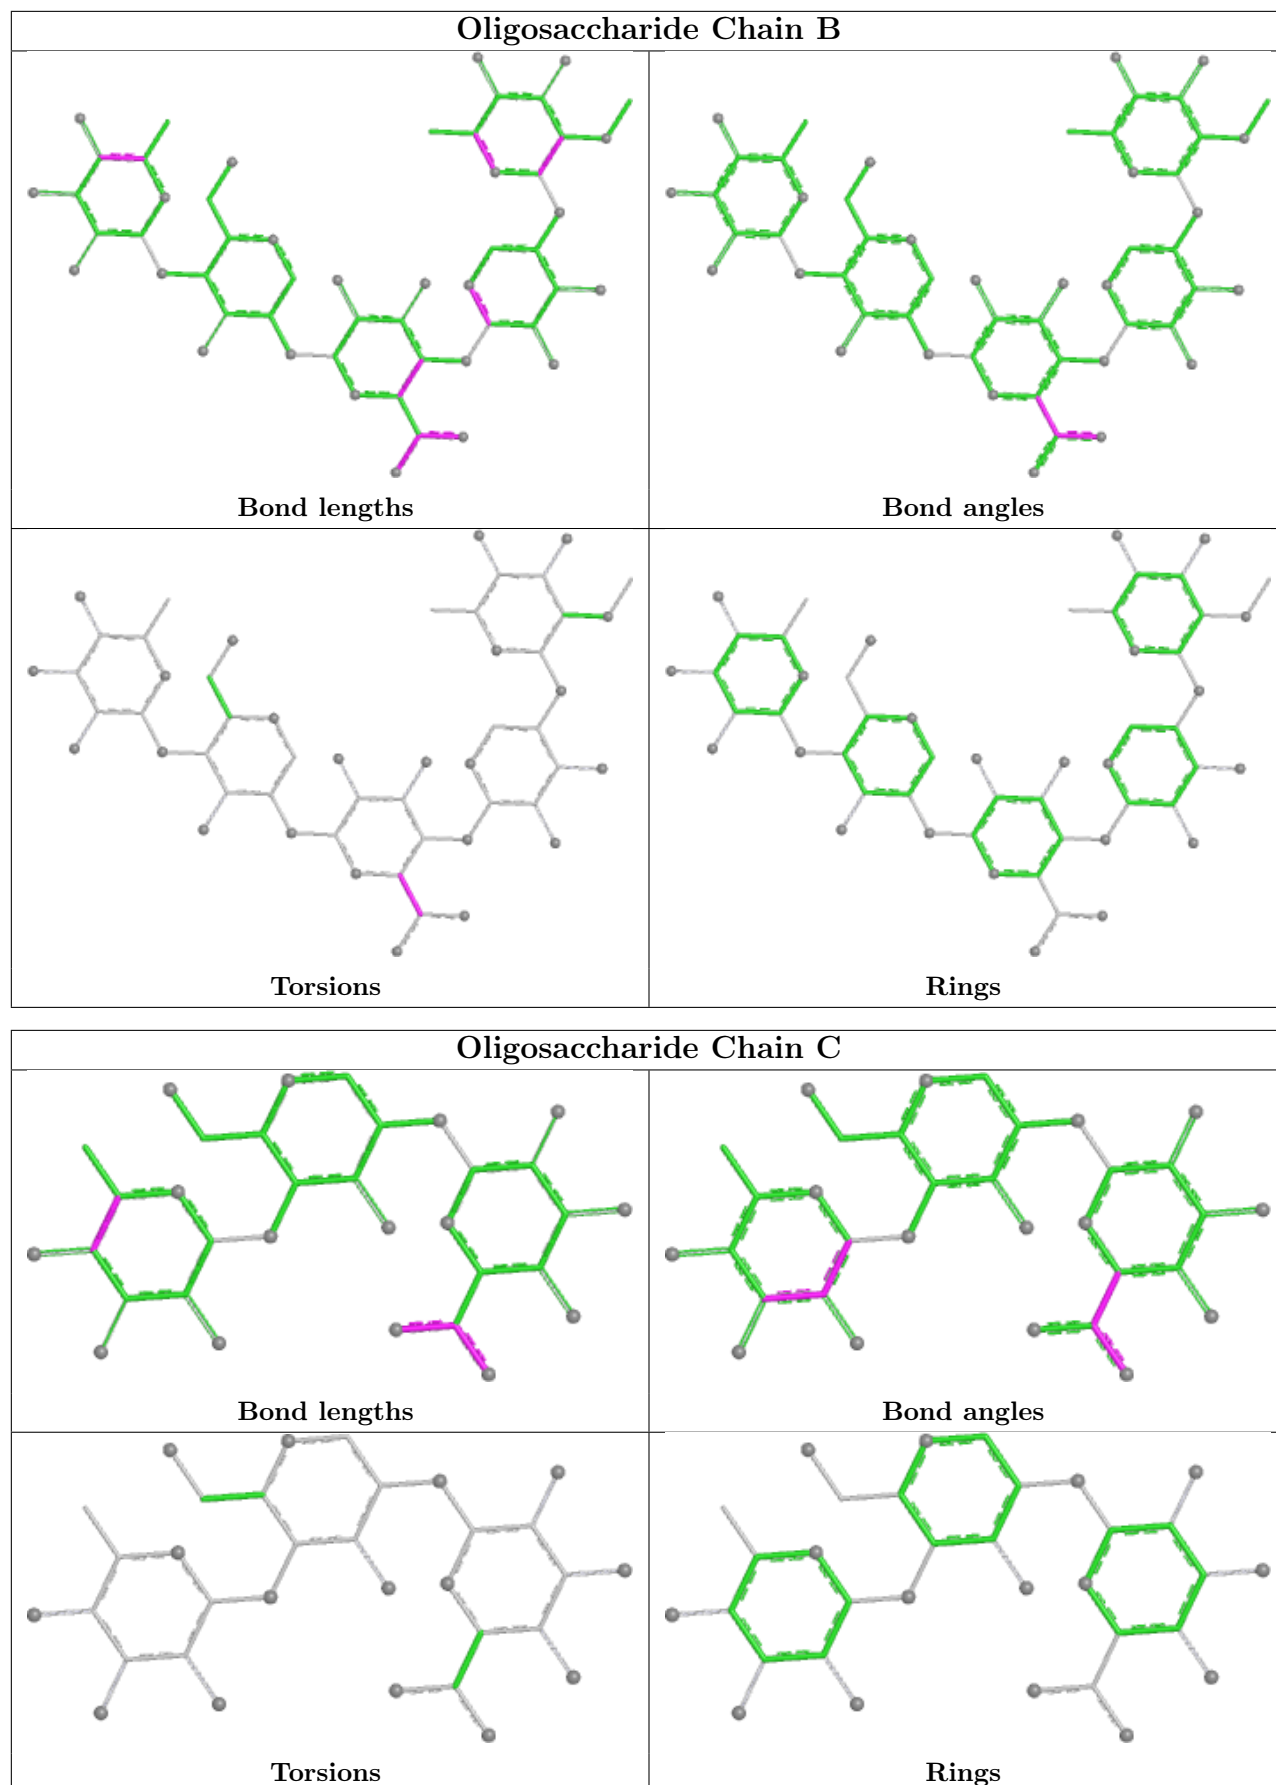 Oligosaccharide Chain B
Bond lengths
Bond angles
Torsions
Rings
Oligosaccharide Chain C
Bond lengths
Bond angles
Torsions
Rings